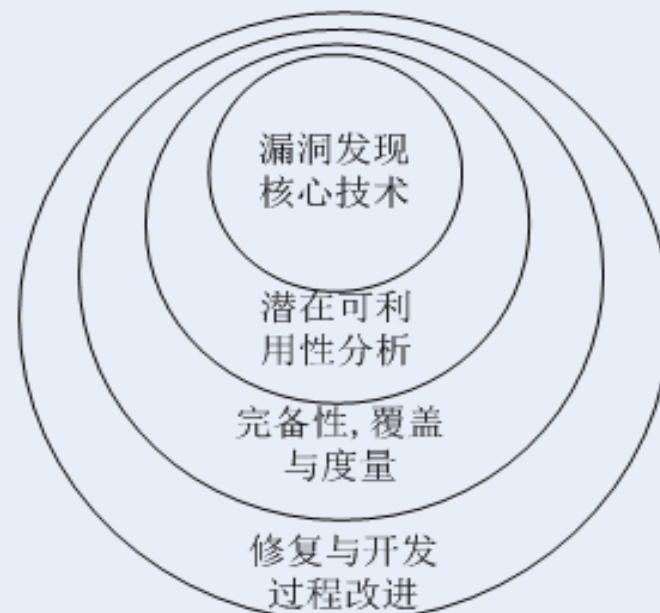 漏洞发现
核心技术
潜在可利
用性分析
完备性,覆盖
与度量
修复与开发
过程改进